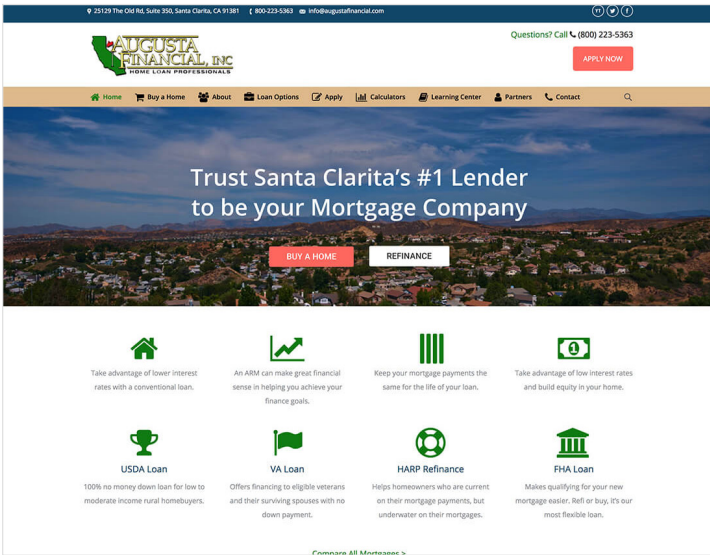 25129 The Old Rd, Suite 350, Santa Clarita, CA 91381 800-223-5363 info@augustafinancial.com
Questions? Call (800) 223-5363
AUGUSTA
FINANCIAL, INC
HOME LOAN PROFESSIONALS
APPLY NOW
Home Buy a Home About Loan Options Apply Calculators Learning Center Partners Contact
Trust Santa Clarita's #1 Lender
to be your Mortgage Company
BUY A HOME REFINANCE
Take advantage of lower interest
rates with a conventional loan.
An ARM can make great financial
sense in helping you achieve your
finance goals.
Keep your mortgage payments the
same for the life of your loan.
Take advantage of low interest rates
and build equity in your home.
USDA Loan
100% no money down loan for low to
moderate income rural homebuyers.
VA Loan
Offers financing to eligible veterans
and their surviving spouses with no
down payment.
HARP Refinance
Helps homeowners who are current
on their mortgage payments, but
underwater on their mortgages.
FHA Loan
Makes qualifying for your new
mortgage easier. Refi or buy, it's our
most flexible loan.
Compare All Mortgages >